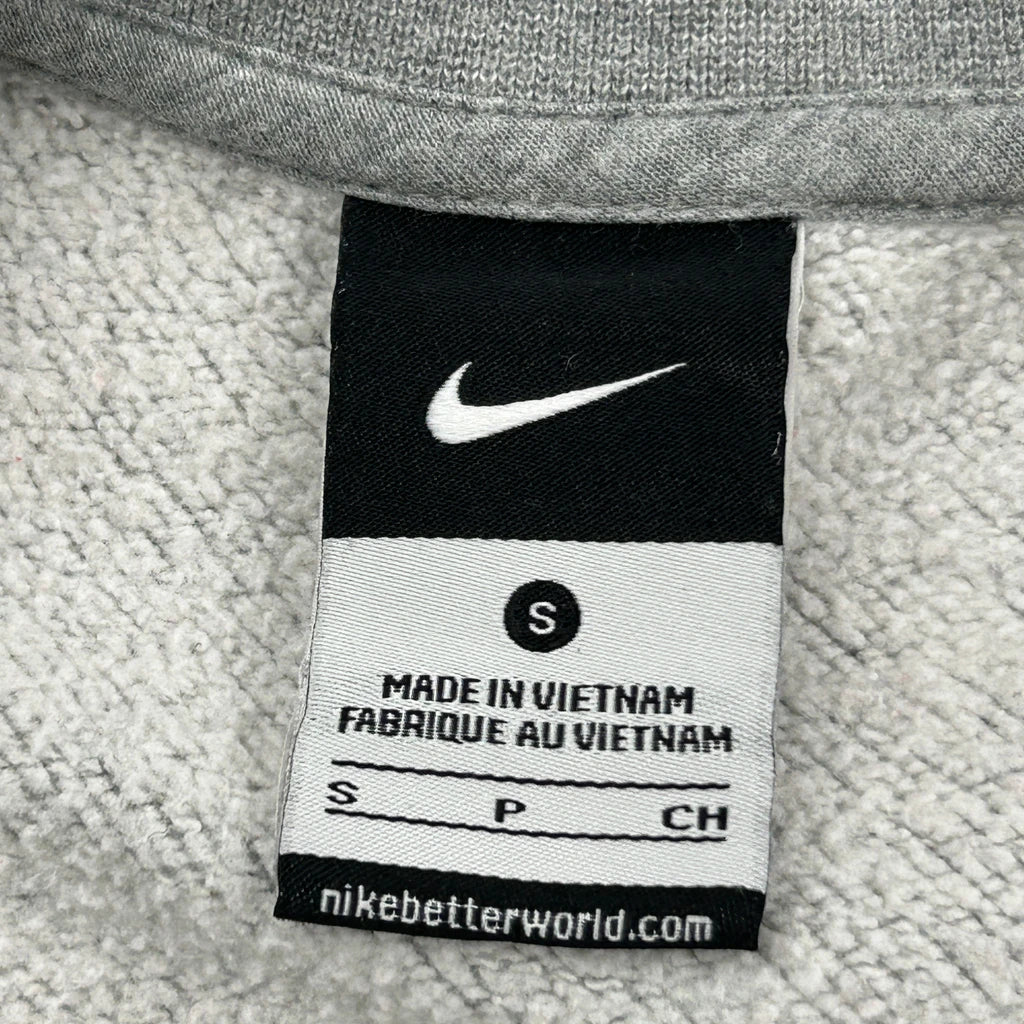 S
MADE IN VIETNAM
FABRIQUE AU VIETNAM
S P CH
nikebetterworld.com